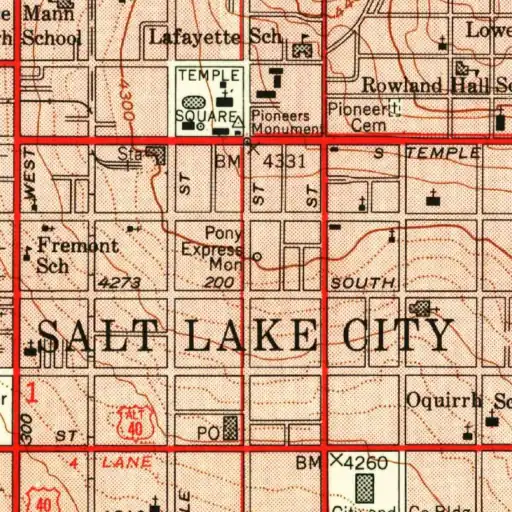 Mann
School
Lafayette Sch
Lowe
TEMPLE
SQUARE
Rowland Hall Sc
Pioneer
Cem
Pioneers
Monument
4300
Sta
BM 4331
S TEMPLE
WEST
ST
ST
ST
Fremont
Sch
Pony
Express
Mon
4273
200
SOUTH
SALT LAKE CITY
1
ALT
40
Oquirrh Sc
300
ST
PO
4 LANE
BM 4260
40